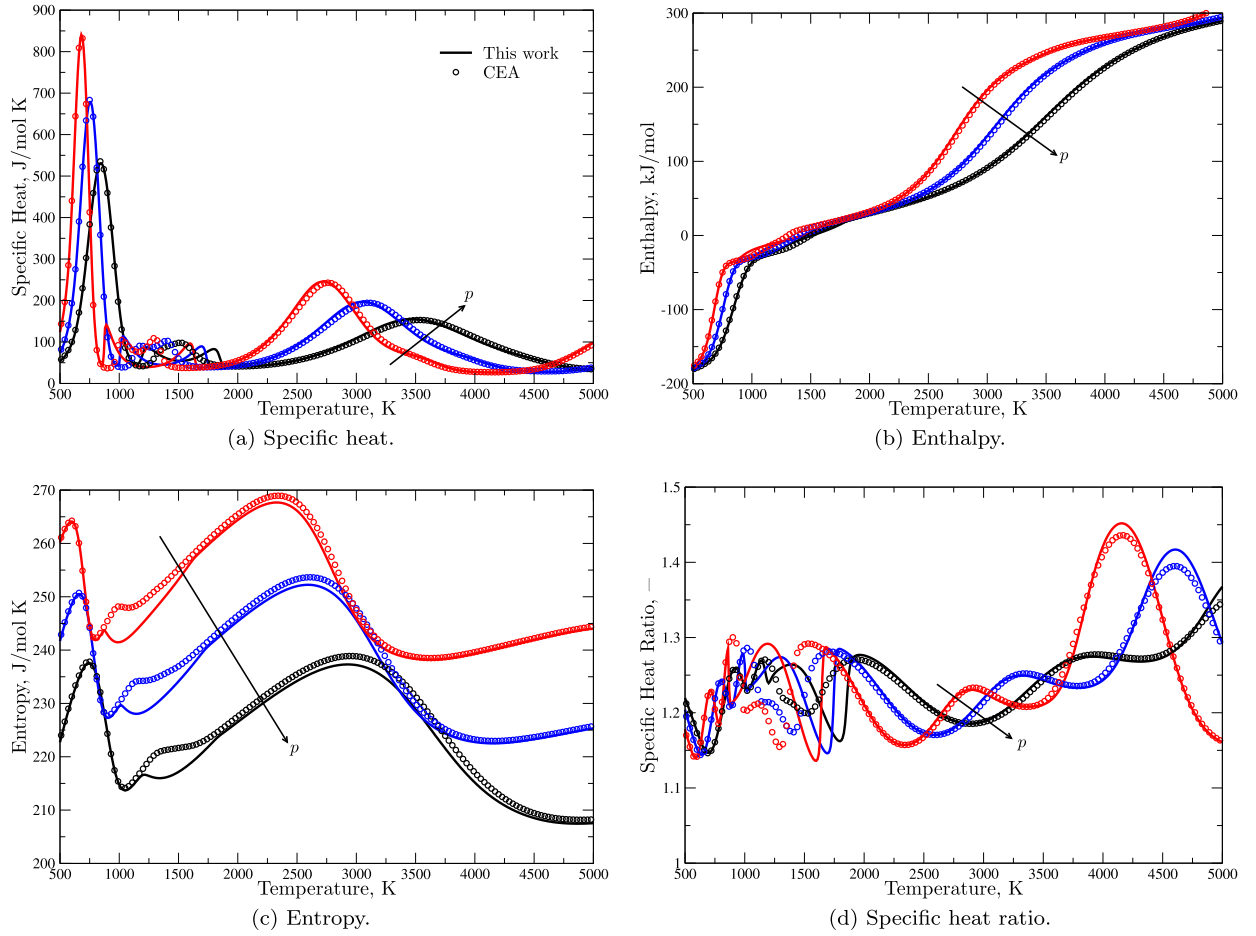 900
800
700
600
500
400
300
200
100
0
Specific Heat, J/mol K
This work
CEA
p
500 1000 1500 2000 2500 3000 3500 4000 4500 5000
Temperature, K
(a) Specific heat.
300
200
100
0
-100
-200
Enthalpy, kJ/mol
p
500 1000 1500 2000 2500 3000 3500 4000 4500 5000
Temperature, K
(b) Enthalpy.
270
260
250
240
230
220
210
200
Entropy, J/mol K
p
500 1000 1500 2000 2500 3000 3500 4000 4500 5000
Temperature, K
(c) Entropy.
1.5
1.4
1.3
1.2
1.1
1
Specific Heat Ratio, —
p
500 1000 1500 2000 2500 3000 3500 4000 4500 5000
Temperature, K
(d) Specific heat ratio.